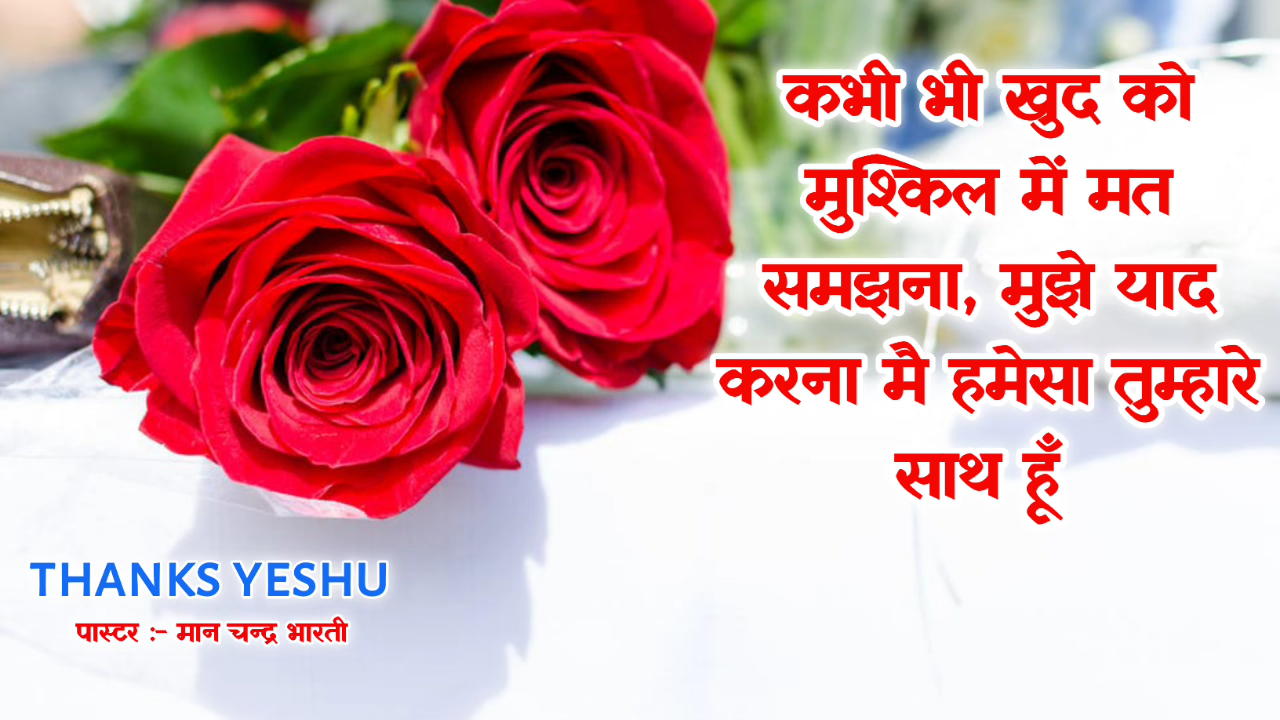 कभी भी खुद को
मुश्किल में मत
समझना, मुझे याद
करना मै हमेसा तुम्हारे
साथ हूँ
THANKS YESHU
पास्टर :- मान चन्द्र भारती